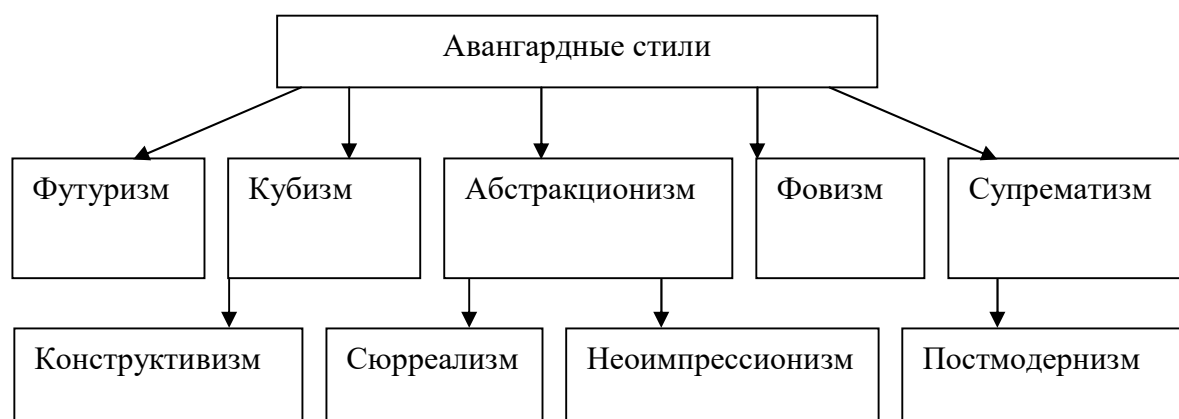 Авангардные стили
Футуризм
Кубизм
Абстракционизм
Фовизм
Супрематизм
Конструктивизм
Сюрреализм
Неоимпрессионизм
Постмодернизм